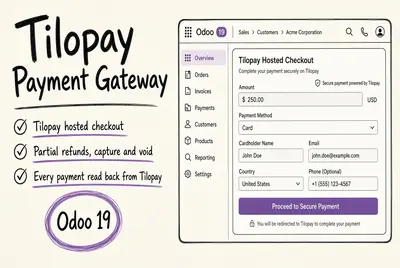 Tilopay
Payment Gateway
Tilopay hosted checkout
Partial refunds, capture and void
Every payment read back from Tilopay
Odoo 19
Odoo 19 Sales > Customers > Acme Corporation
Overview
Orders
Invoices
Payments
Customers
Products
Reporting
Settings
Tilopay Hosted Checkout
Complete your payment securely on Tilopay
Secure payment powered by Tilopay
Amount
$ 250.00 USD
Payment Method
Card
Cardholder Name Email
John Doe john.doe@example.com
Country Phone (Optional)
United States +1 (555) 123-4567
Proceed to Secure Payment
You will be redirected to Tilopay to complete your payment